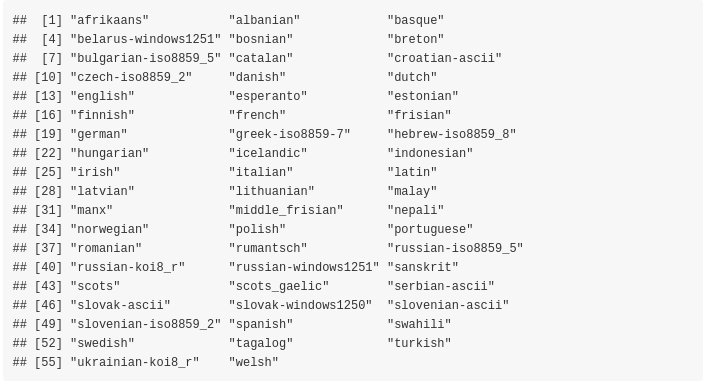 ##  [1] "afrikaans"           "albanian"            "basque"
##  [4] "belarus-windows1251" "bosnian"             "breton"
##  [7] "bulgarian-iso8859_5" "catalan"             "croatian-ascii"
## [10] "czech-iso8859_2"     "danish"              "dutch"
## [13] "english"             "esperanto"           "estonian"
## [16] "finnish"             "french"              "frisian"
## [19] "german"              "greek-iso8859-7"     "hebrew-iso8859_8"
## [22] "hungarian"           "icelandic"           "indonesian"
## [25] "irish"               "italian"             "latin"
## [28] "latvian"             "lithuanian"          "malay"
## [31] "manx"                "middle_frisian"      "nepali"
## [34] "norwegian"           "polish"              "portuguese"
## [37] "romanian"            "rumantsch"           "russian-iso8859_5"
## [40] "russian-koi8_r"      "russian-windows1251" "sanskrit"
## [43] "scots"               "scots_gaelic"        "serbian-ascii"
## [46] "slovak-ascii"        "slovak-windows1250"  "slovenian-ascii"
## [49] "slovenian-iso8859_2" "spanish"             "swahili"
## [52] "swedish"             "tagalog"             "turkish"
## [55] "ukrainian-koi8_r"    "welsh"